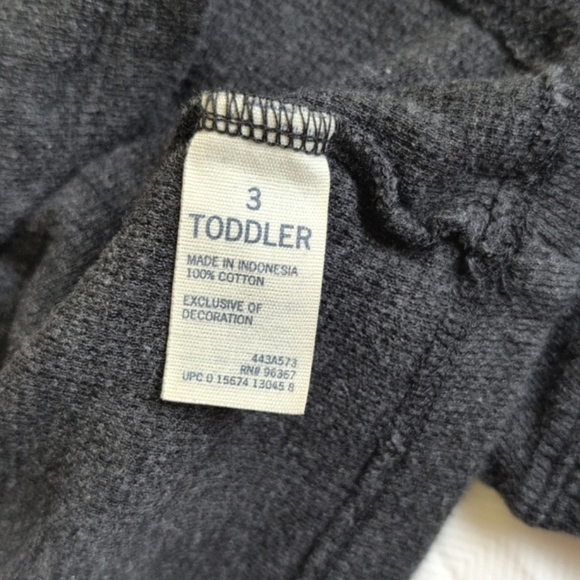 3
TODDLER
MADE IN INDONESIA
100% COTTON
EXCLUSIVE OF
DECORATION
443A573
RN# 96367
UPC 0 15674 13045 8